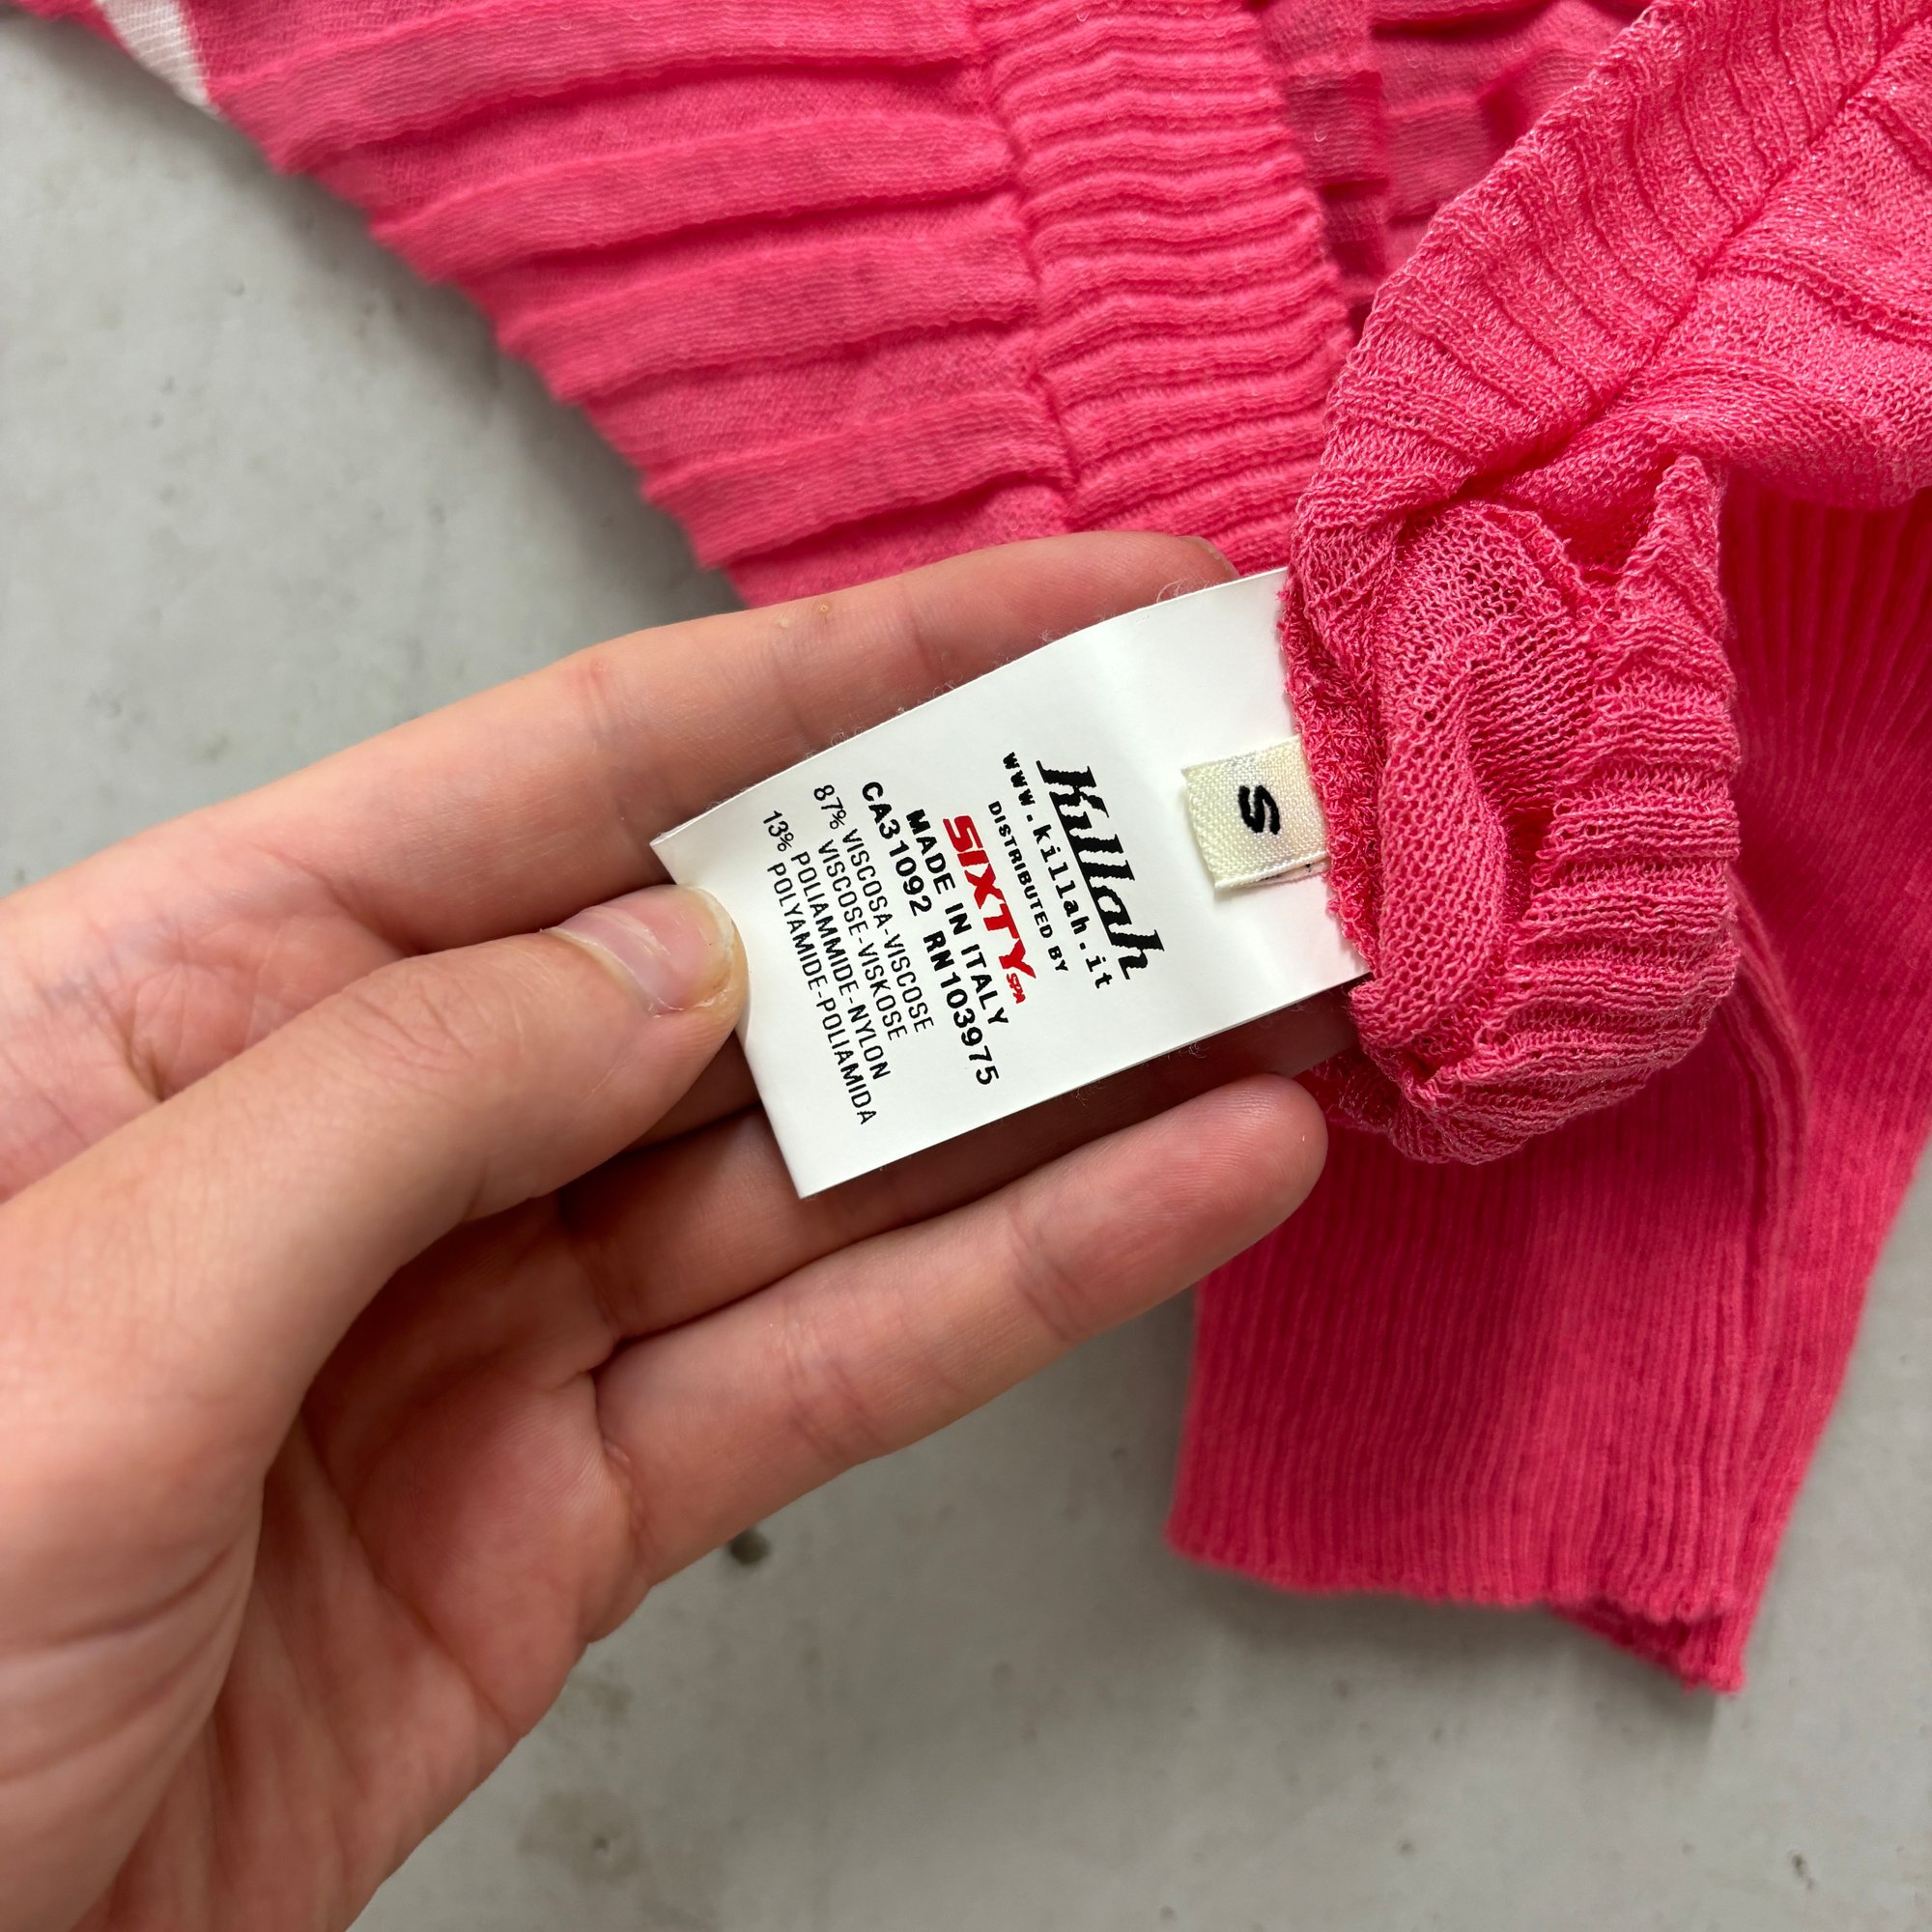 S
Killah
www.killah.it
DISTRIBUTED BY
SIXTY SPA
MADE IN ITALY
CA31092 RN103975
87% VISCOSA-VISCOSE
VISCOSE-VISKOSE
13% POLIAMMIDE-NYLON
POLYAMIDE-POLIAMIDA